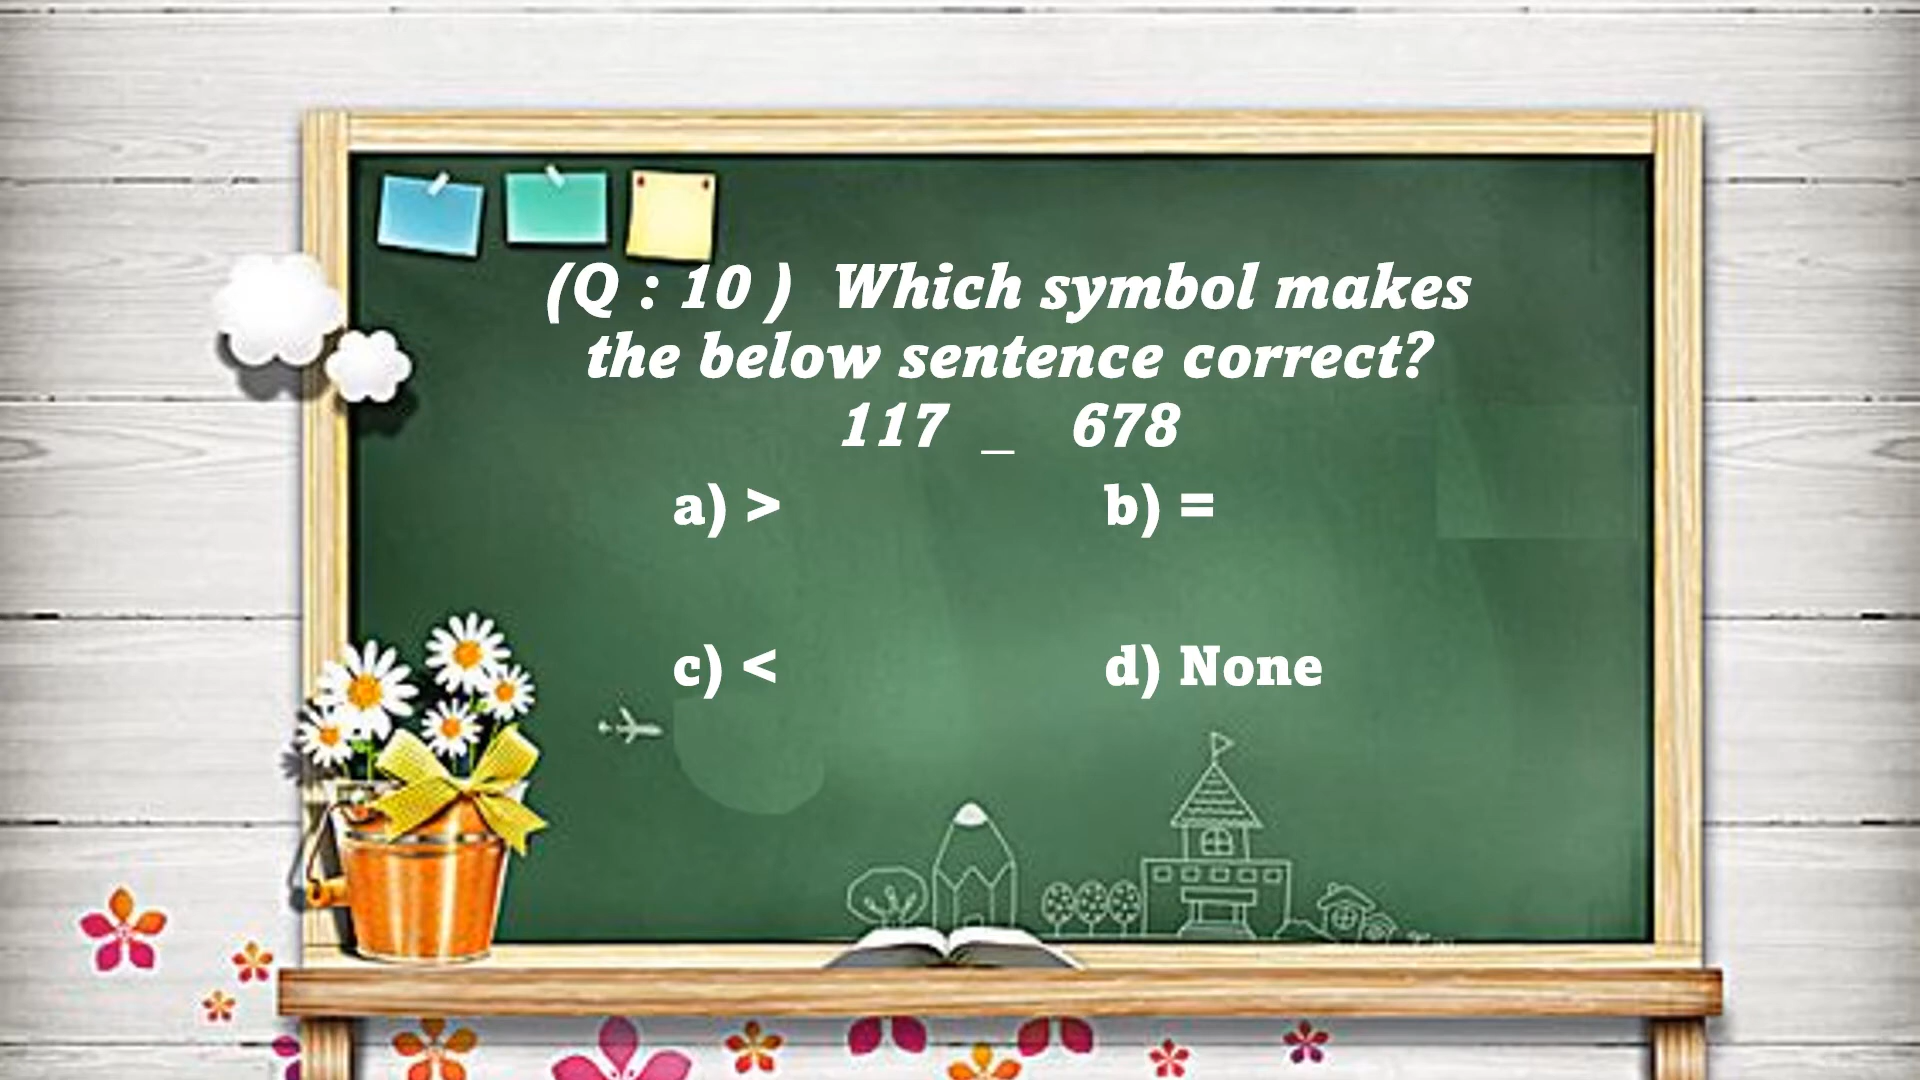 (Q : 10 ) Which symbol makes
the below sentence correct?
117 _ 678
a) > b) =
c) < d) None